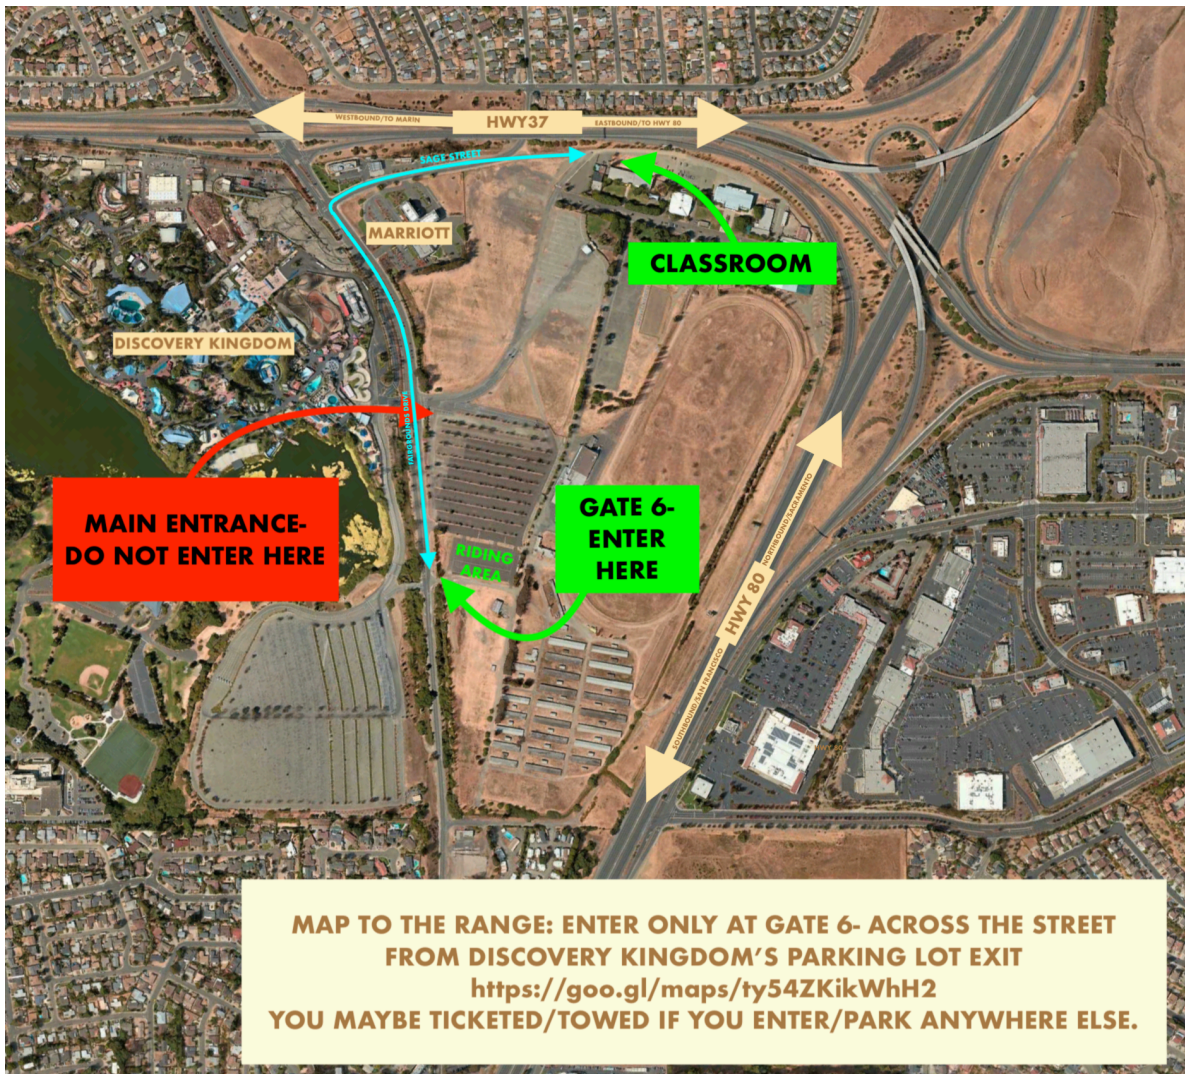 WESTBOUND/TO MARIN
HWY37
EASTBOUND/TO HWY 80
SAGE STREET
MARRIOTT
CLASSROOM
DISCOVERY KINGDOM
FAIRGROUNDS DRIVE
MAIN ENTRANCE-
DO NOT ENTER HERE
GATE 6-
ENTER
HERE
RIDING
AREA
NORTHBOUND/SACRAMENTO
HWY 80
SOUTHBOUND/SAN FRANCISCO
MAP TO THE RANGE: ENTER ONLY AT GATE 6- ACROSS THE STREET
FROM DISCOVERY KINGDOM'S PARKING LOT EXIT
https://goo.gl/maps/ty54ZKikWhH2
YOU MAYBE TICKETED/TOWED IF YOU ENTER/PARK ANYWHERE ELSE.